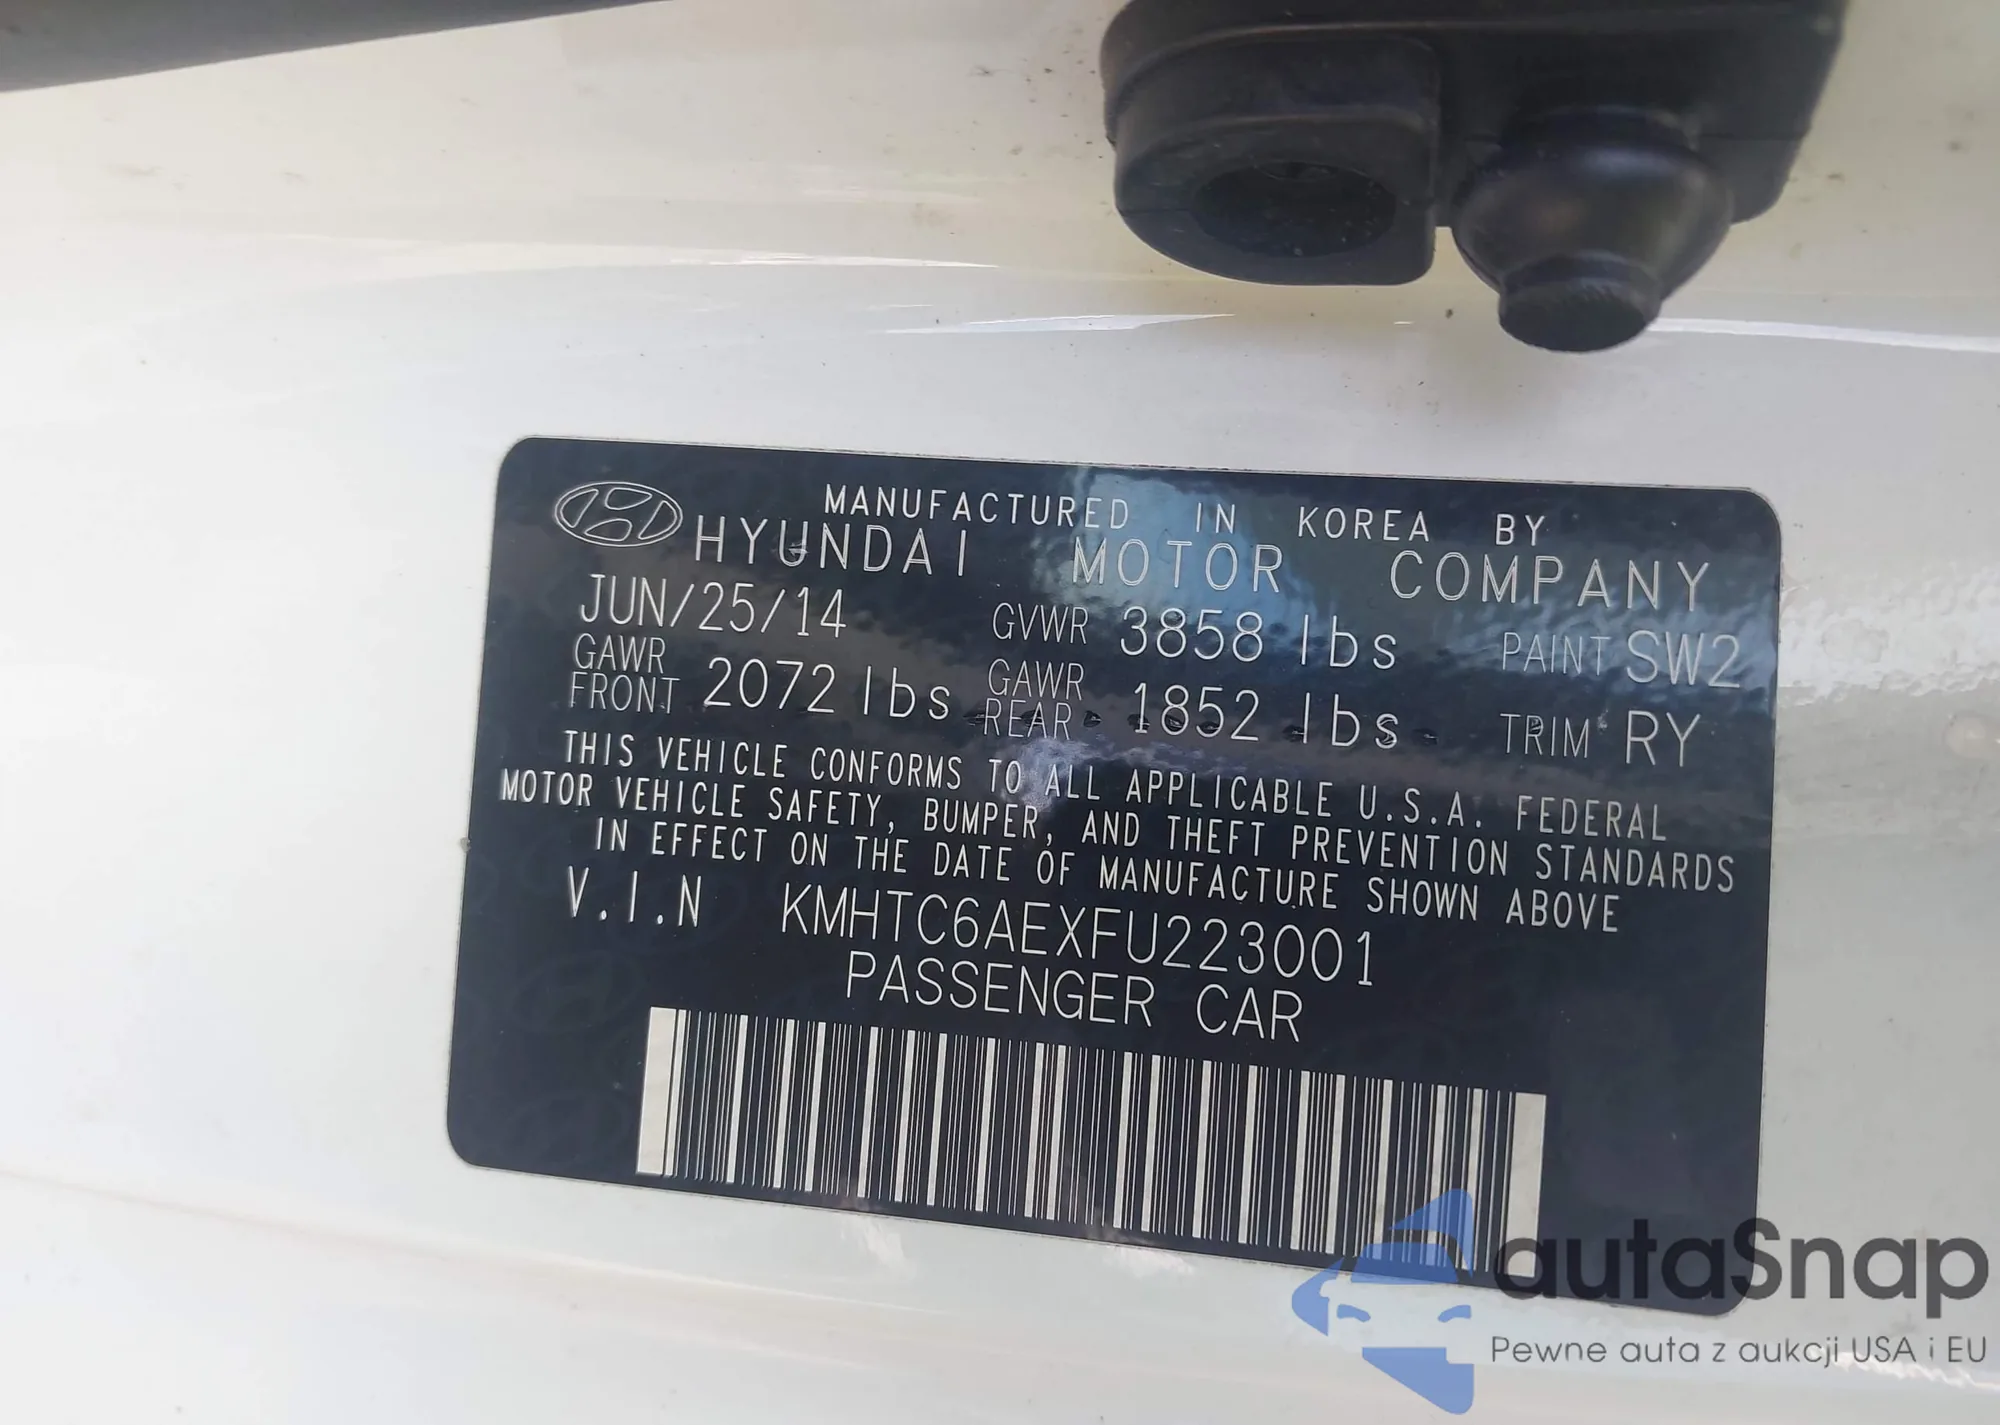 MANUFACTURED IN KOREA BY
HYUNDAI MOTOR COMPANY
JUN/25/14 GVWR 3858 lbs PAINT SW2
GAWR FRONT 2072 lbs GAWR REAR 1852 lbs TRIM RY
THIS VEHICLE CONFORMS TO ALL APPLICABLE U.S.A. FEDERAL
MOTOR VEHICLE SAFETY, BUMPER, AND THEFT PREVENTION STANDARDS
IN EFFECT ON THE DATE OF MANUFACTURE SHOWN ABOVE
V.I.N KMHTC6AEXFU223001
PASSENGER CAR
autaSnap
Pewne auta z aukcji USA i EU